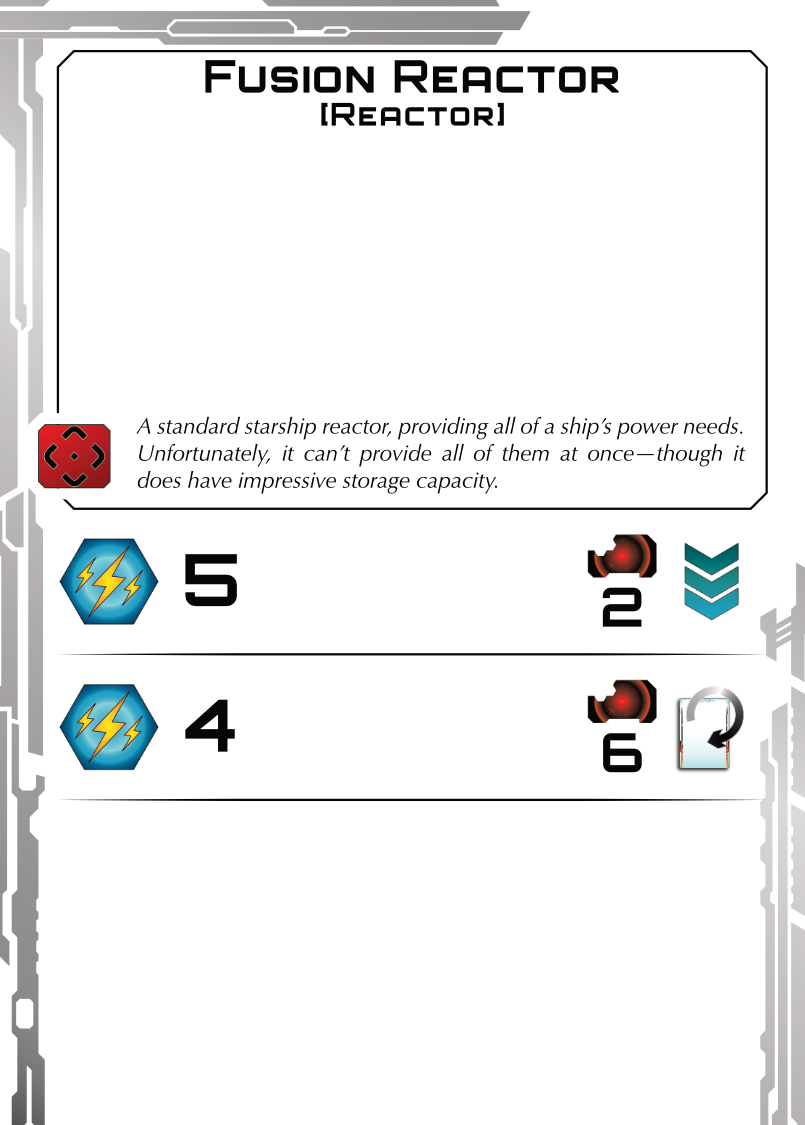 Fusion Reactor
[Reactor]
A standard starship reactor, providing all of a ship’s power needs.
Unfortunately, it can’t provide all of them at once—though it
does have impressive storage capacity.
5
2
4
6